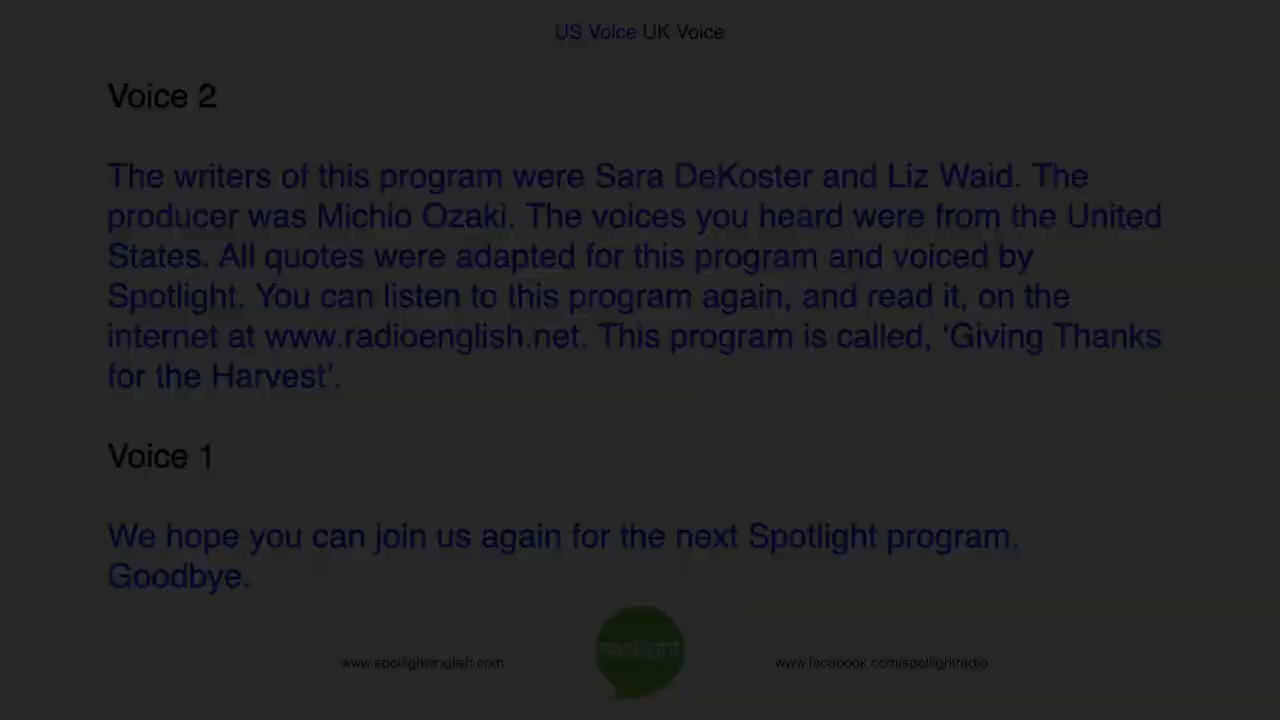 US Voice UK Voice
Voice 2
The writers of this program were Sara DeKoster and Liz Waid. The
producer was Michio Ozaki. The voices you heard were from the United
States. All quotes were adapted for this program and voiced by
Spotlight. You can listen to this program again, and read it, on the
internet at www.radioenglish.net. This program is called, ‘Giving Thanks
for the Harvest’.
Voice 1
We hope you can join us again for the next Spotlight program.
Goodbye.
spotlight
www.spotlightenglish.com www.facebook.com/spotlightradio